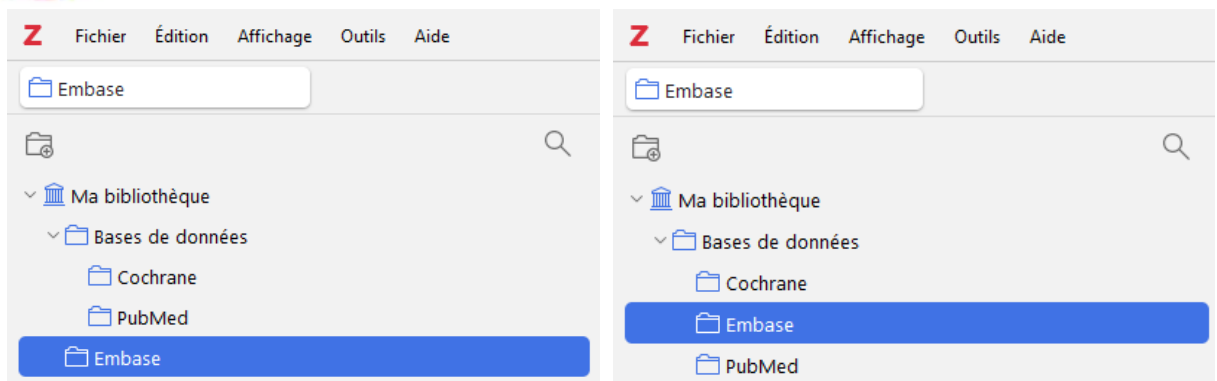 Z Fichier Édition Affichage Outils Aide
Embase
Ma bibliothèque
Bases de données
Cochrane
PubMed
Embase
Z Fichier Édition Affichage Outils Aide
Embase
Ma bibliothèque
Bases de données
Cochrane
Embase
PubMed